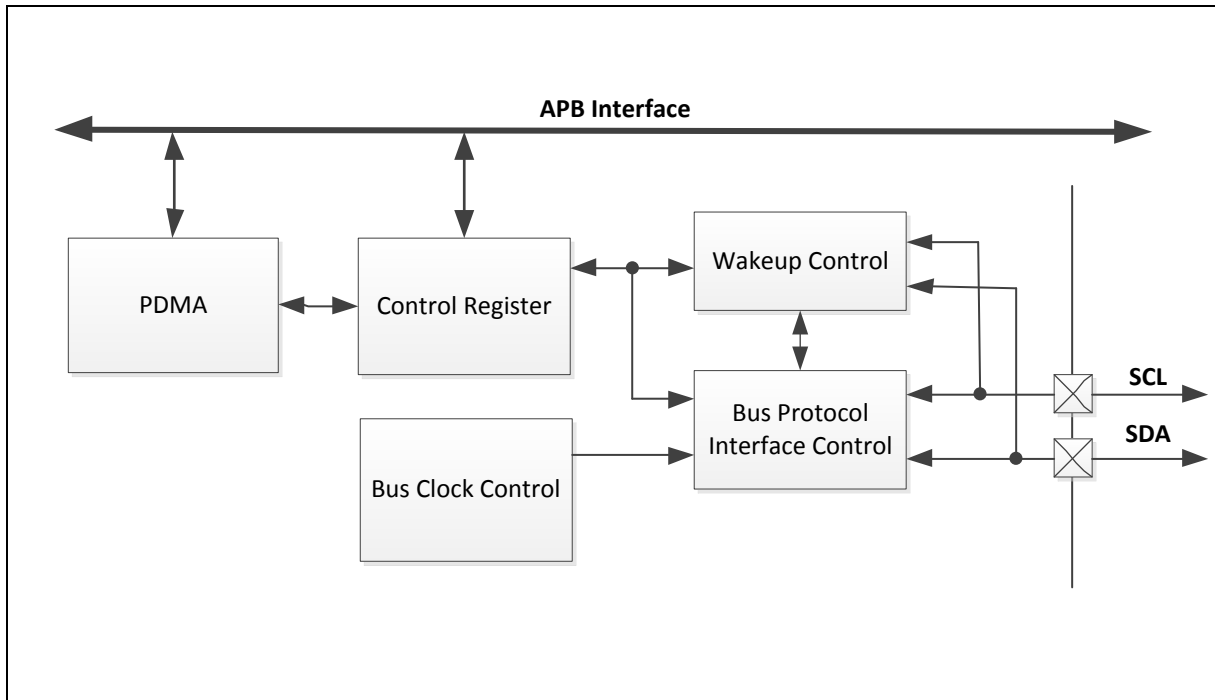 APB Interface
PDMA
Control Register
Wakeup Control
Bus Clock Control
Bus Protocol
Interface Control
SCL
SDA